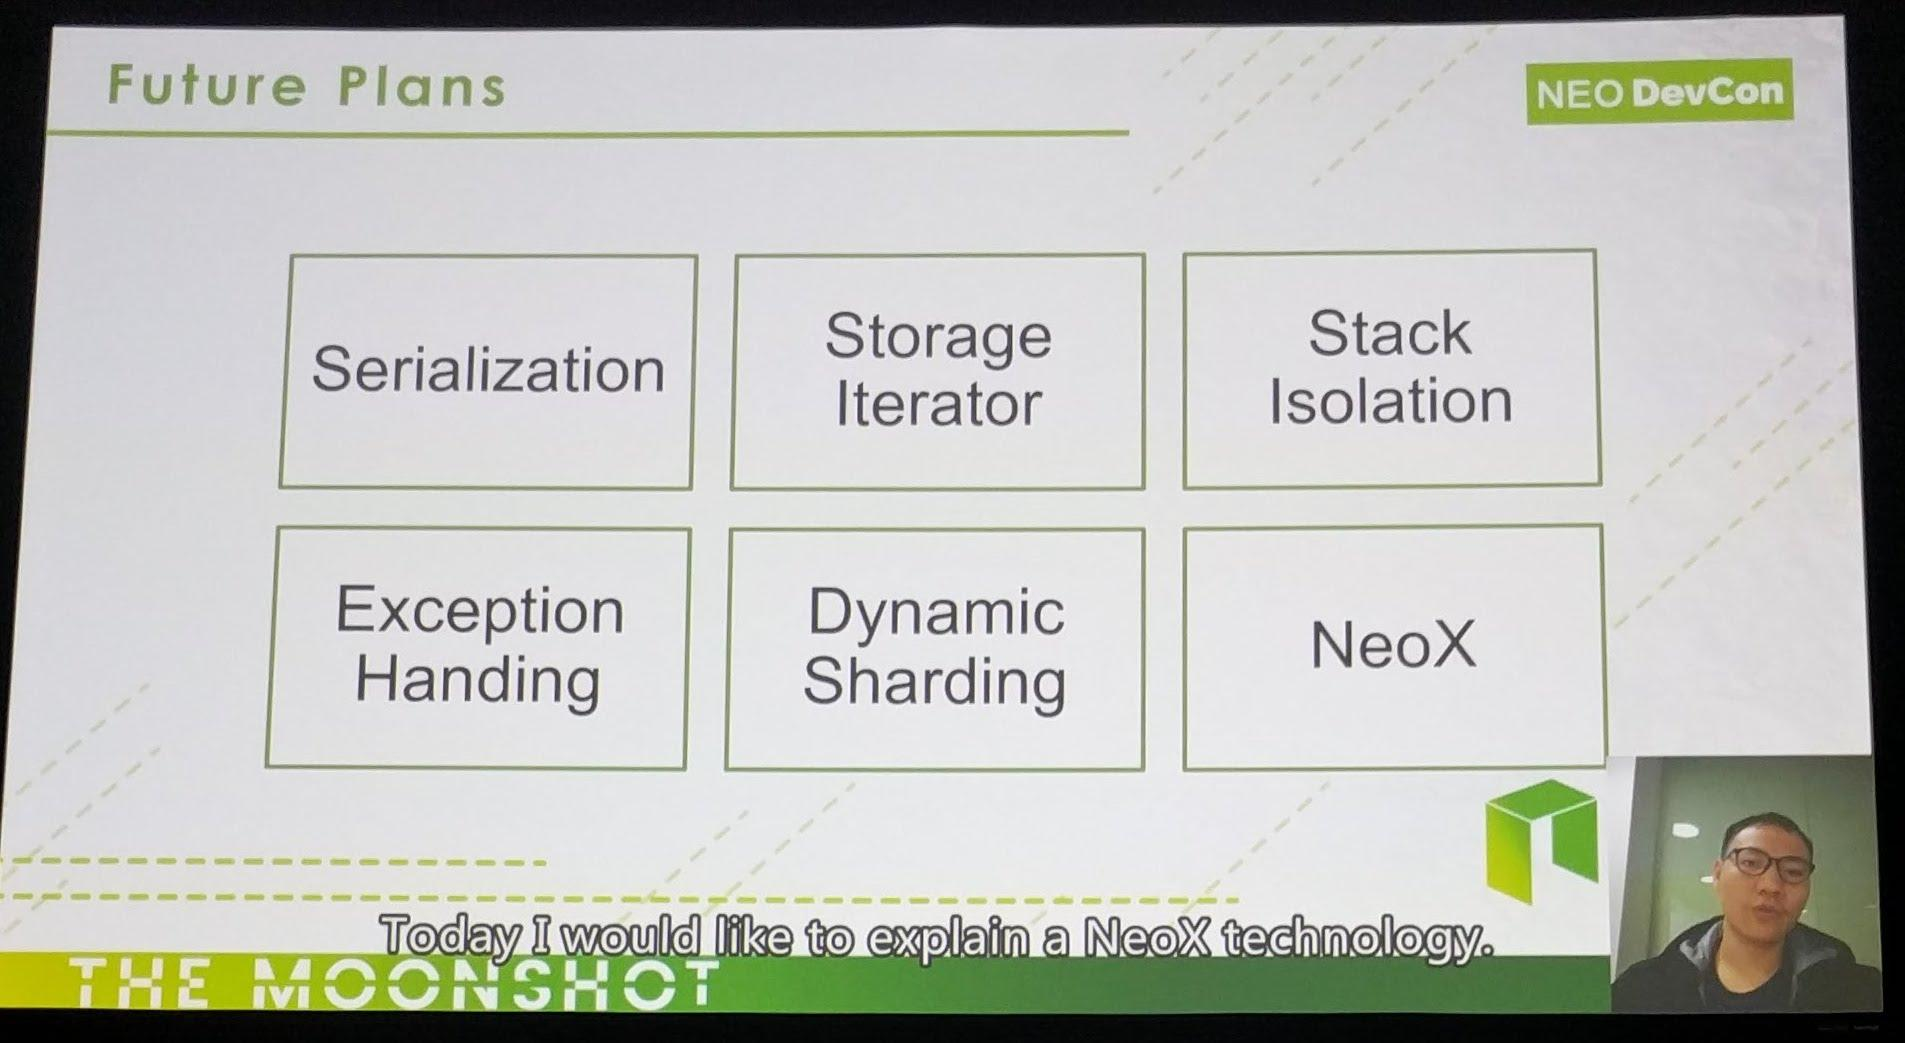 Future Plans
NEO DevCon
Serialization
Storage
Iterator
Stack
Isolation
Exception
Handing
Dynamic
Sharding
NeoX
Today I would like to explain a NeoX technology.
THE MOONSHOT